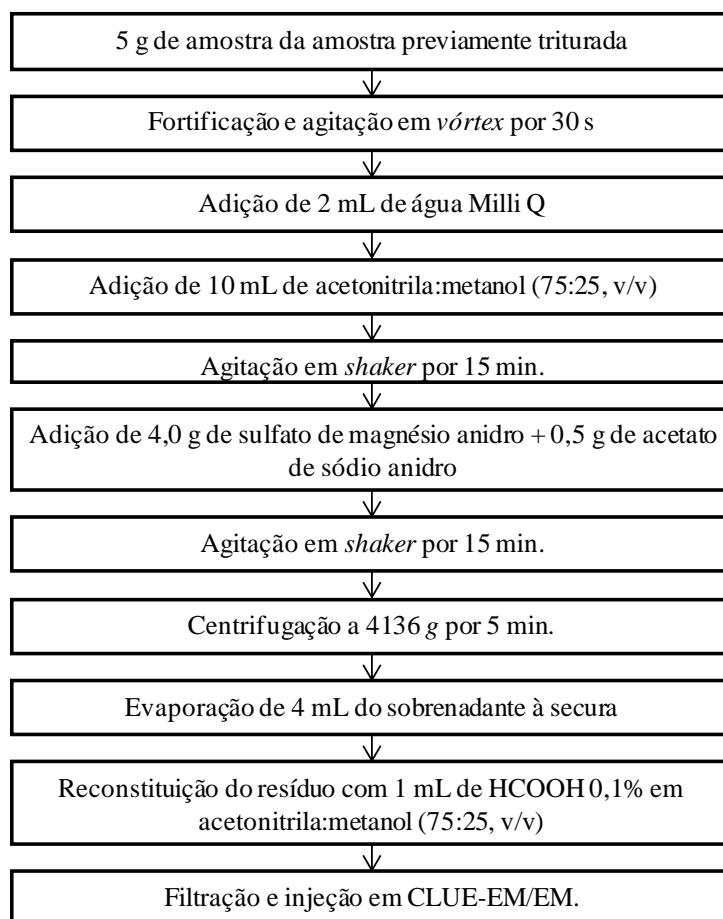 5 g de amostra da amostra previamente triturada
Fortificação e agitação em vórtex por 30 s
Adição de 2 mL de água Milli Q
Adição de 10 mL de acetonitrila:metanol (75:25, v/v)
Agitação em shaker por 15 min.
Adição de 4,0 g de sulfato de magnésio anidro + 0,5 g de acetato
de sódio anidro
Agitação em shaker por 15 min.
Centrifugação a 4136 g por 5 min.
Evaporação de 4 mL do sobrenadante à secura
Reconstituição do resíduo com 1 mL de HCOOH 0,1% em
acetonitrila:metanol (75:25, v/v)
Filtração e injeção em CLUE-EM/EM.